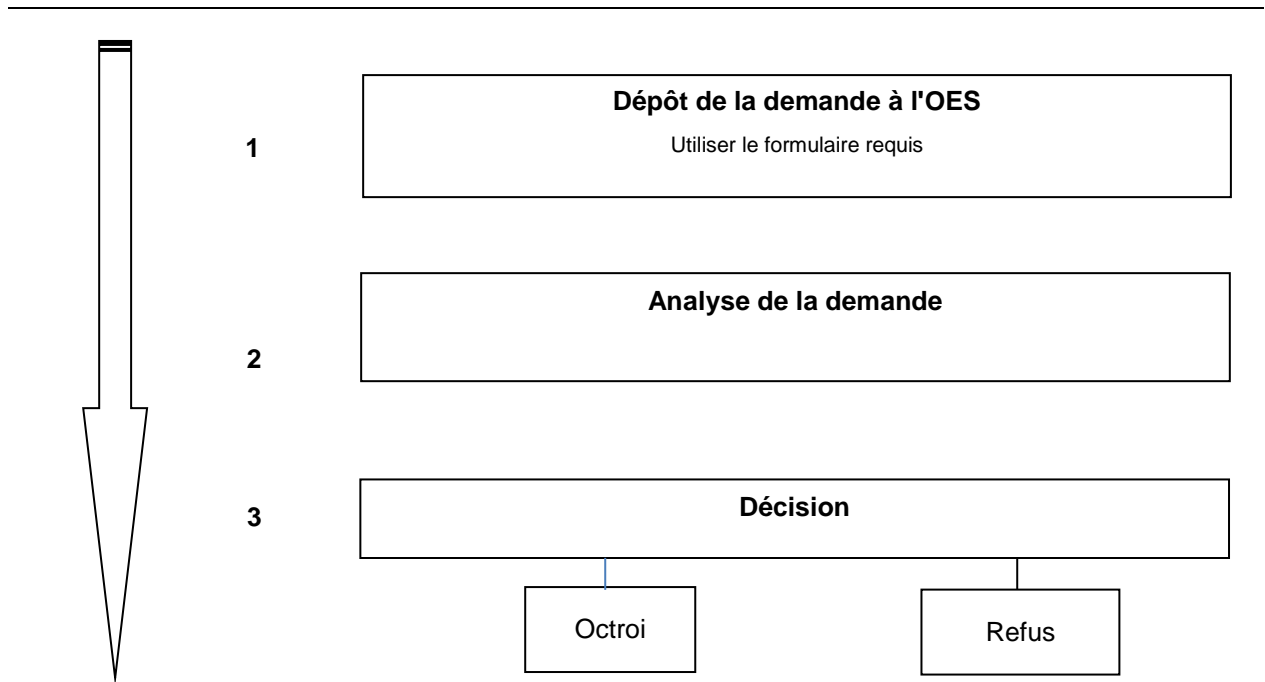 Dépôt de la demande à l'OES
1
Utiliser le formulaire requis
Analyse de la demande
2
Décision
3
Octroi
Refus